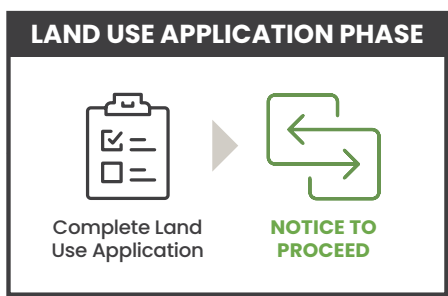 LAND USE APPLICATION PHASE
Complete Land
Use Application
NOTICE TO
PROCEED